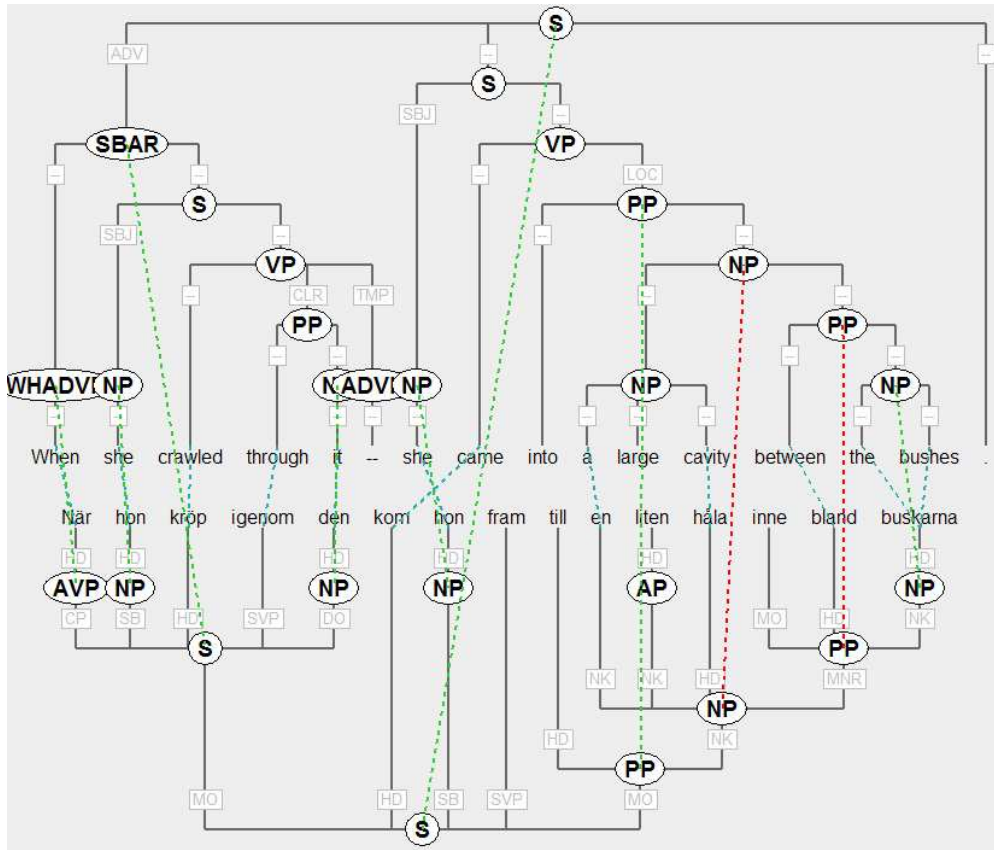 S
ADV -- --
S
SBJ --
SBAR VP
-- -- -- LOC
S PP
SBJ -- -- --
VP NP
-- CLR TMP -- --
PP PP
-- -- -- --
WHADVP NP NP ADVP NP NP NP
-- -- -- -- -- -- -- -- -- --
When she crawled through it -- she came into a large cavity between the bushes .
När hon kröp igenom den kom hon fram till en liten håla inne bland buskarna
HD HD HD HD HD HD
AVP NP NP NP AP NP
CP SB HD SVP DO MO HD NK
S PP
NK NK HD MNR
NP
HD NK
PP
MO HD SB SVP MO
S